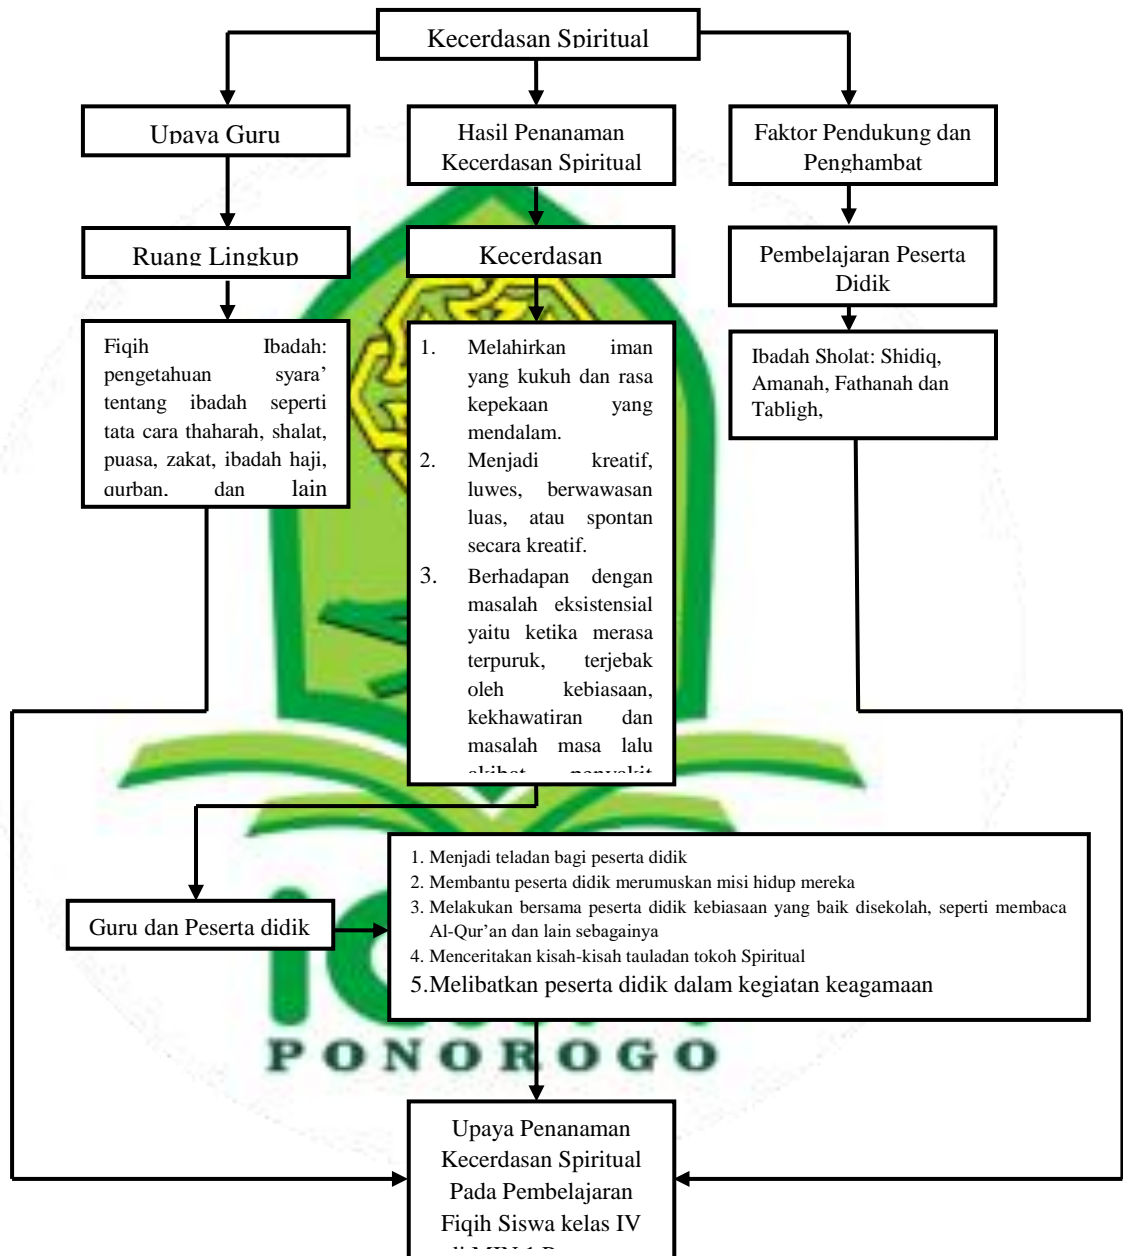 Kecerdasan Spiritual
Upaya Guru
Hasil Penanaman
Kecerdasan Spiritual
Faktor Pendukung dan
Penghambat
Ruang Lingkup
Kecerdasan
Pembelajaran Peserta
Didik
Fiqih Ibadah:
pengetahuan syara’
tentang ibadah seperti
tata cara thaharah, shalat,
puasa, zakat, ibadah haji,
qurban, dan lain
1. Melahirkan iman
yang kukuh dan rasa
kepekaan yang
mendalam.
2. Menjadi kreatif,
luwes, berwawasan
luas, atau spontan
secara kreatif.
3. Berhadapan dengan
masalah eksistensial
yaitu ketika merasa
terpuruk, terjebak
oleh kebiasaan,
kekhawatiran dan
masalah masa lalu
akibat penyakit
Ibadah Sholat: Shidiq,
Amanah, Fathanah dan
Tabligh,
Guru dan Peserta didik
1. Menjadi teladan bagi peserta didik
2. Membantu peserta didik merumuskan misi hidup mereka
3. Melakukan bersama peserta didik kebiasaan yang baik disekolah, seperti membaca
Al-Qur’an dan lain sebagainya
4. Menceritakan kisah-kisah tauladan tokoh Spiritual
5.Melibatkan peserta didik dalam kegiatan keagamaan
PONOROGO
Upaya Penanaman
Kecerdasan Spiritual
Pada Pembelajaran
Fiqih Siswa kelas IV
di MIN 1